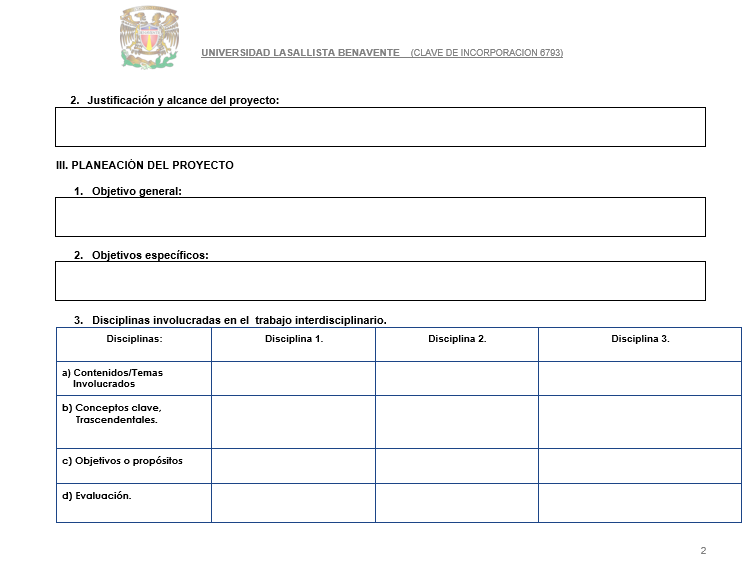 UNIVERSIDAD LASALLISTA BENAVENTE (CLAVE DE INCORPORACION 6793)
2. Justificación y alcance del proyecto:
III. PLANEACIÓN DEL PROYECTO
1. Objetivo general:
2. Objetivos específicos:
3. Disciplinas involucradas en el trabajo interdisciplinario.
Disciplinas: Disciplina 1. Disciplina 2. Disciplina 3.
a) Contenidos/Temas
Involucrados
b) Conceptos clave,
Trascendentales.
c) Objetivos o propósitos
d) Evaluación.
2